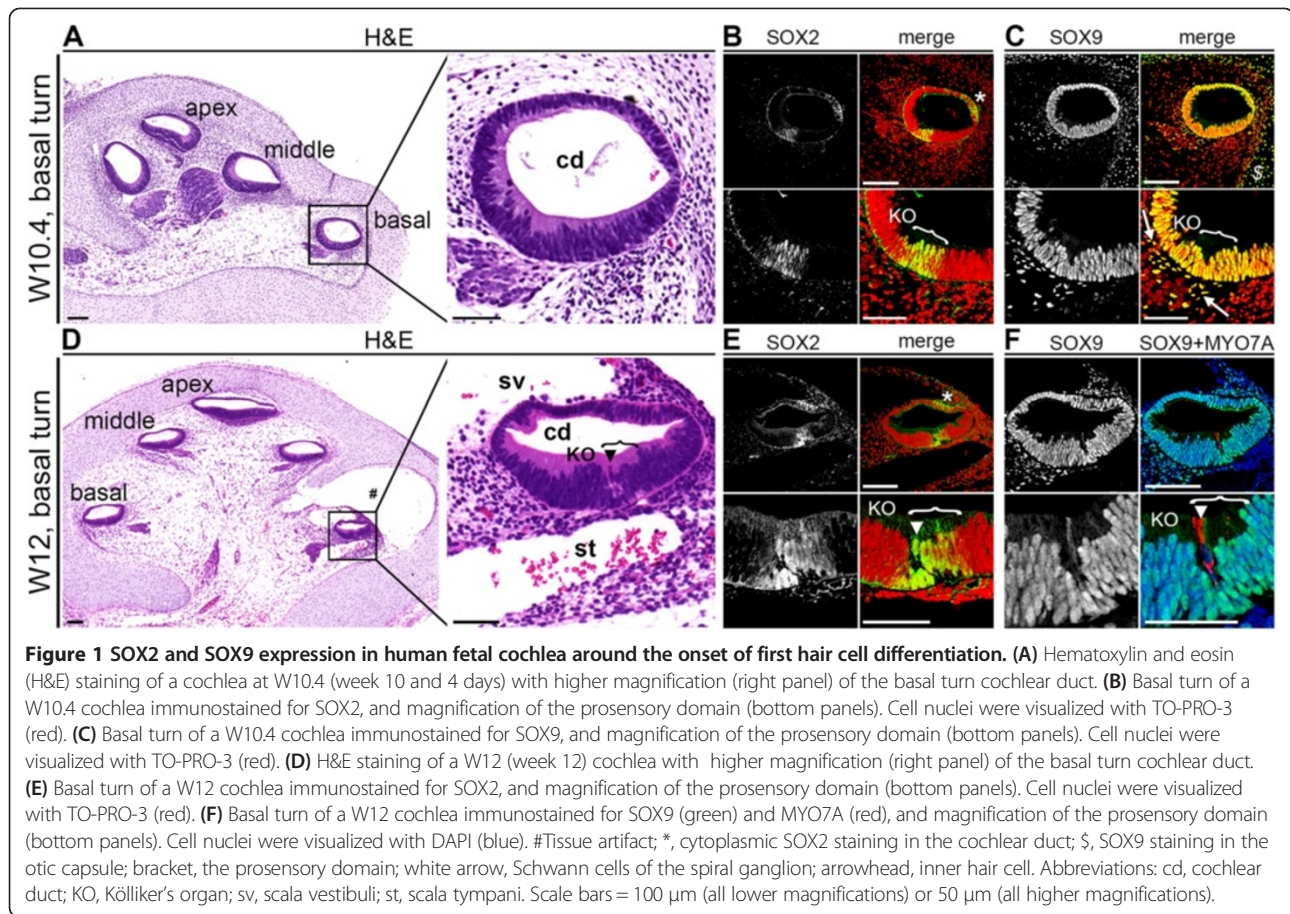 A H&E B SOX2 merge C SOX9 merge
W10.4, basal turn
apex
middle
basal
cd
*
$
KO
KO
D H&E E SOX2 merge F SOX9 SOX9+MYO7A
W12, basal turn
apex
middle
basal
#
sv
cd
KO
st
*
KO
KO
Figure 1 SOX2 and SOX9 expression in human fetal cochlea around the onset of first hair cell differentiation. (A) Hematoxylin and eosin
(H&E) staining of a cochlea at W10.4 (week 10 and 4 days) with higher magnification (right panel) of the basal turn cochlear duct. (B) Basal turn of a
W10.4 cochlea immunostained for SOX2, and magnification of the prosensory domain (bottom panels). Cell nuclei were visualized with TO-PRO-3
(red). (C) Basal turn of a W10.4 cochlea immunostained for SOX9, and magnification of the prosensory domain (bottom panels). Cell nuclei were
visualized with TO-PRO-3 (red). (D) H&E staining of a W12 (week 12) cochlea with higher magnification (right panel) of the basal turn cochlear duct.
(E) Basal turn of a W12 cochlea immunostained for SOX2, and magnification of the prosensory domain (bottom panels). Cell nuclei were visualized
with TO-PRO-3 (red). (F) Basal turn of a W12 cochlea immunostained for SOX9 (green) and MYO7A (red), and magnification of the prosensory domain
(bottom panels). Cell nuclei were visualized with DAPI (blue). #Tissue artifact; *, cytoplasmic SOX2 staining in the cochlear duct; $, SOX9 staining in the
otic capsule; bracket, the prosensory domain; white arrow, Schwann cells of the spiral ganglion; arrowhead, inner hair cell. Abbreviations: cd, cochlear
duct; KO, Kölliker's organ; sv, scala vestibuli; st, scala tympani. Scale bars = 100 μm (all lower magnifications) or 50 μm (all higher magnifications).